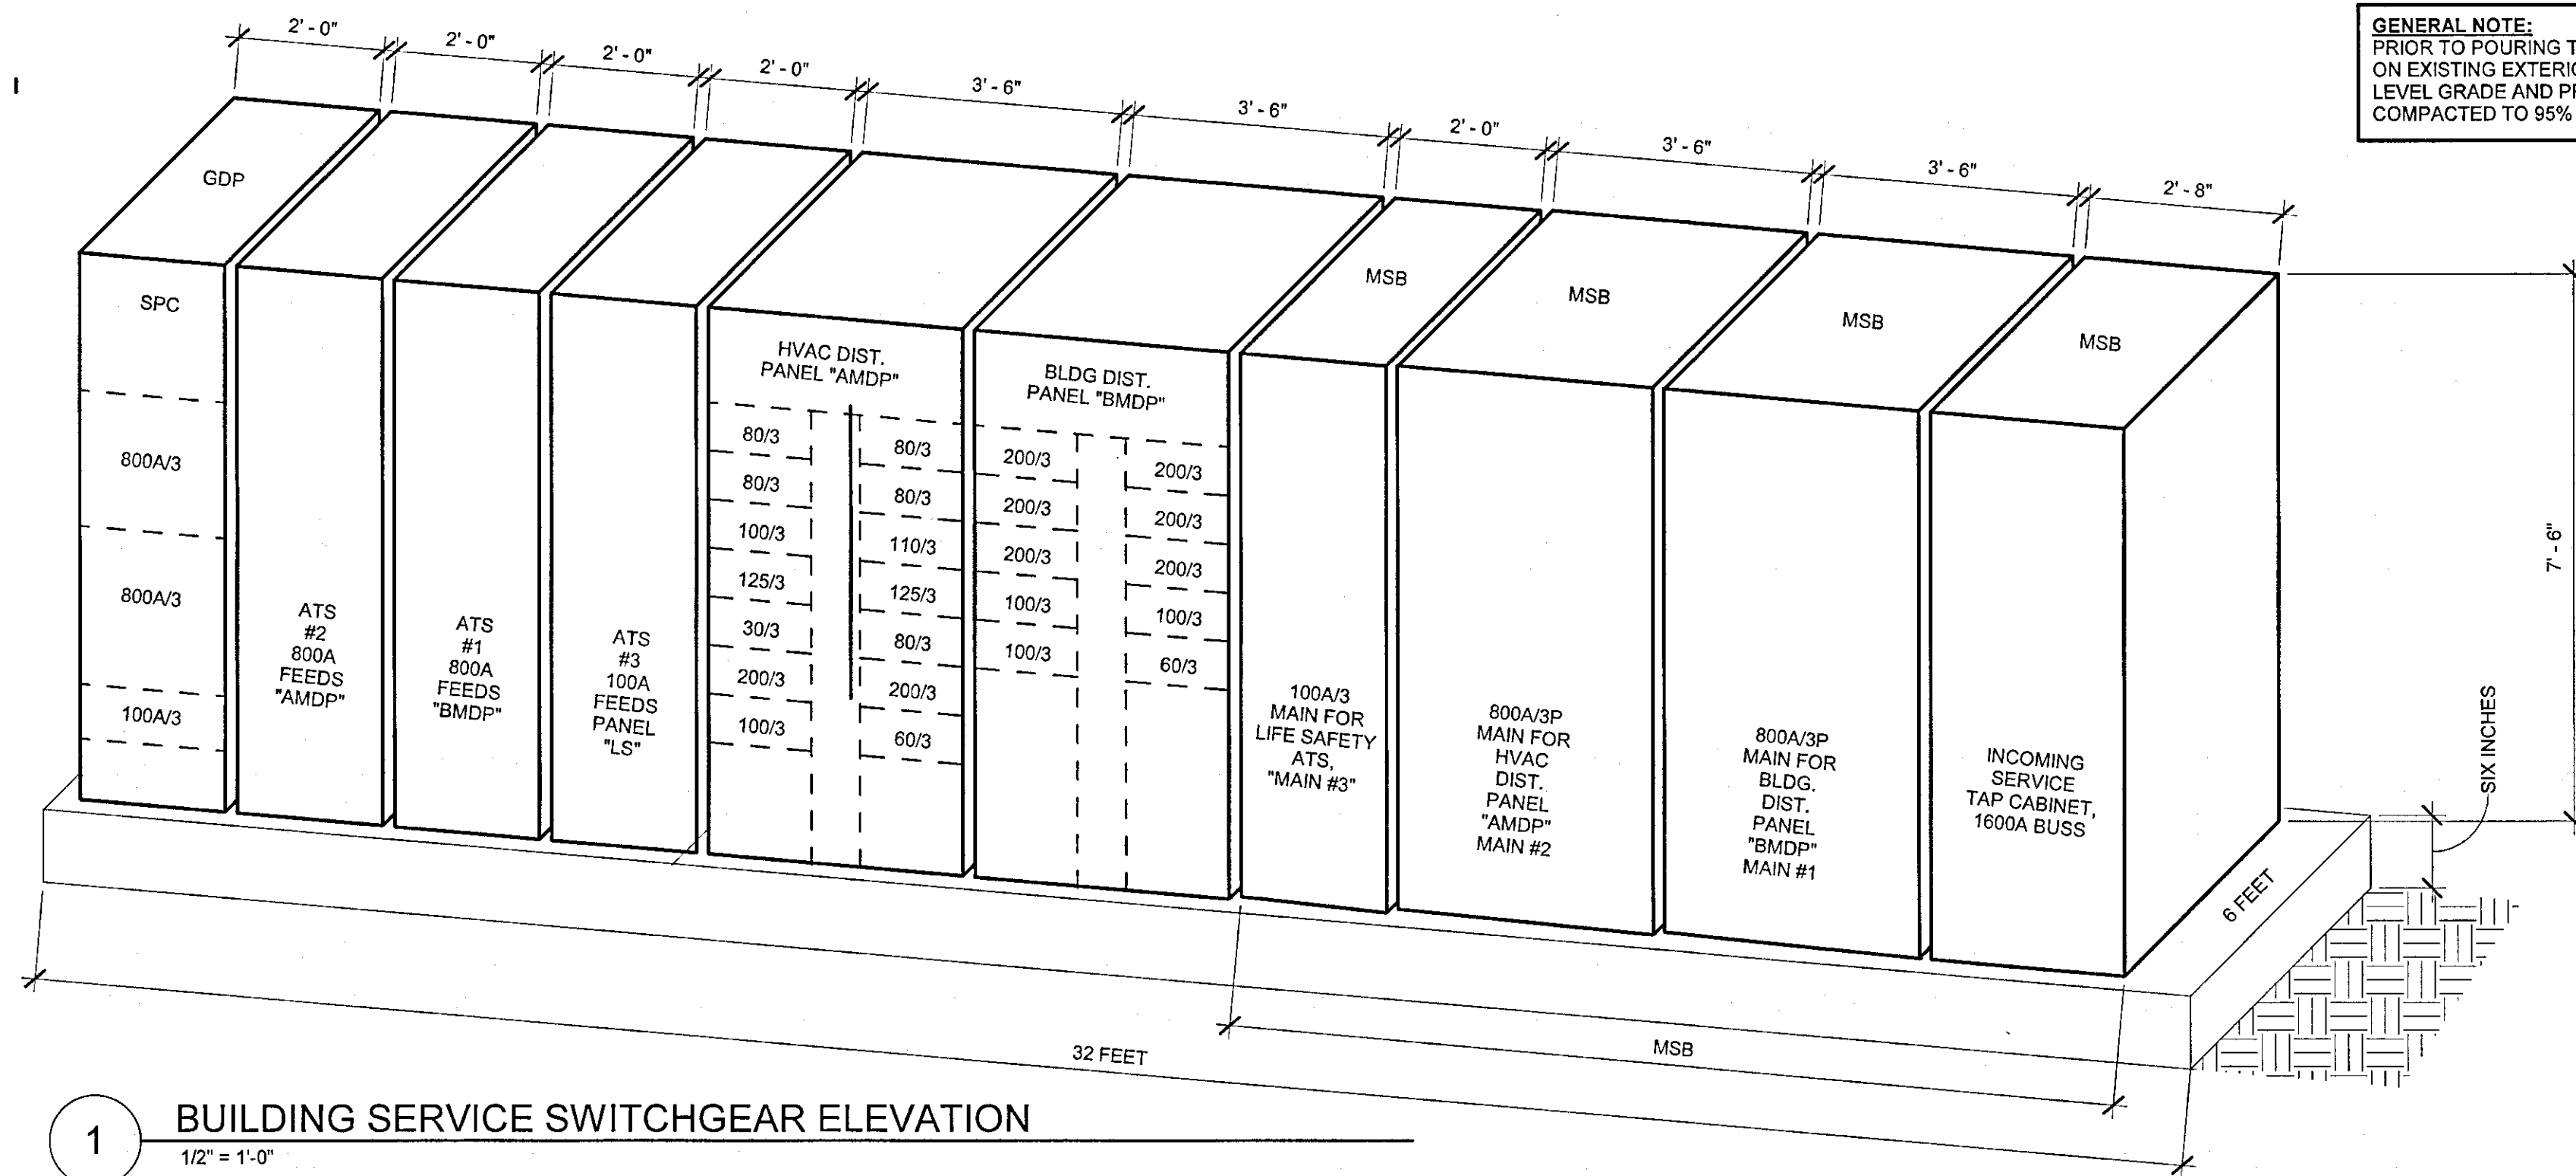 GENERAL NOTE:
PRIOR TO POURING
ON EXISTING
LEVEL GRADE AND
COMPACTED TO 95%
2' - 0"
2' - 0"
2' - 0"
2' - 0"
3' - 6"
3' - 6"
2' - 0"
3' - 6"
3' - 6"
2' - 8"
GDP
MSB
MSB
MSB
MSB
SPC
800A/3
800A/3
100A/3
ATS
#2
800A
FEEDS
"AMDP"
ATS
#1
800A
FEEDS
"BMDP"
ATS
#3
100A
FEEDS
PANEL
"LS"
HVAC DIST.
PANEL "AMDP"
80/3
80/3
100/3
125/3
30/3
200/3
100/3
80/3
80/3
110/3
125/3
80/3
200/3
60/3
BLDG DIST.
PANEL "BMDP"
200/3
200/3
200/3
100/3
100/3
200/3
200/3
200/3
100/3
60/3
100A/3
MAIN FOR
LIFE SAFETY
ATS,
"MAIN #3"
800A/3P
MAIN FOR
HVAC
DIST.
PANEL
"AMDP"
MAIN #2
800A/3P
MAIN FOR
BLDG.
DIST.
PANEL
"BMDP"
MAIN #1
INCOMING
SERVICE
TAP CABINET,
1600A BUSS
7' - 6"
SIX INCHES
6 FEET
32 FEET
MSB
1
BUILDING SERVICE SWITCHGEAR ELEVATION
1/2" = 1'-0"